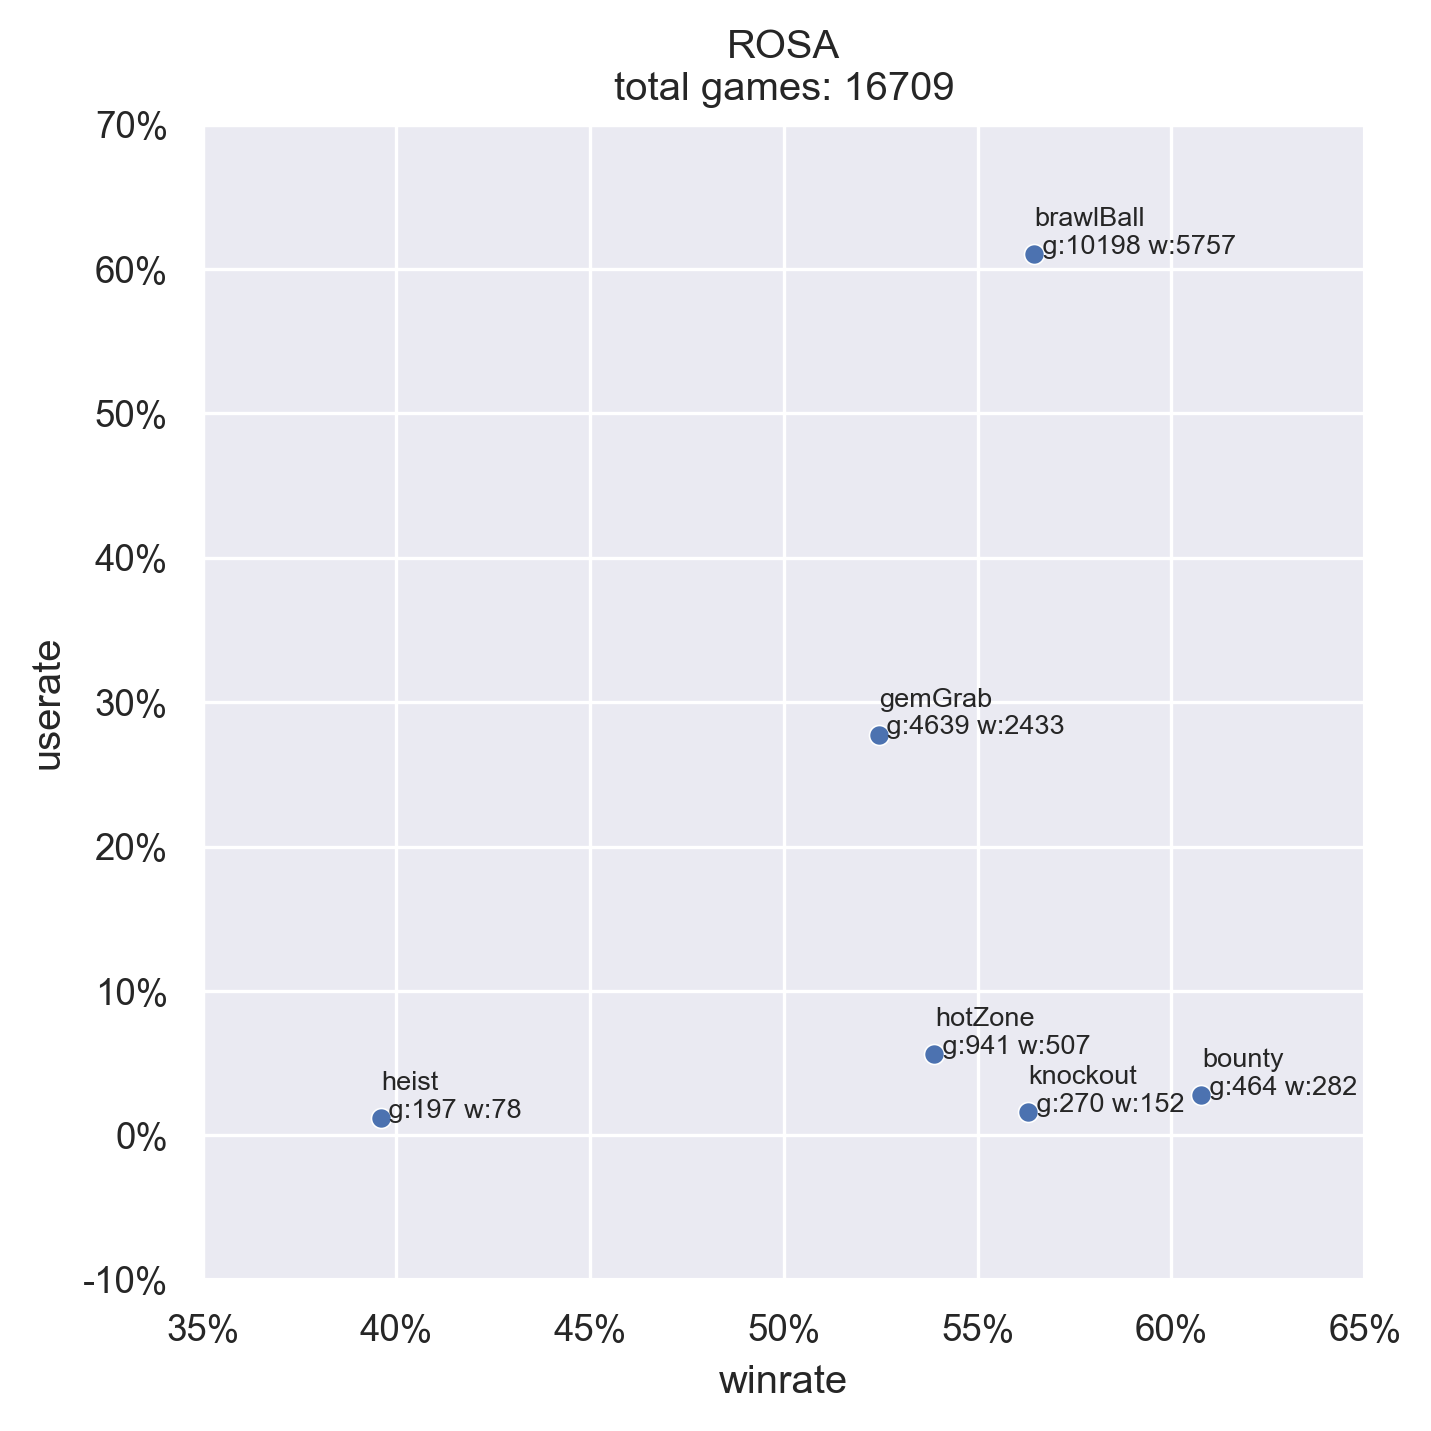 ROSA
total games: 16709
70%
60%
50%
40%
30%
20%
10%
0%
-10%
userate
brawlBall
g:10198 w:5757
gemGrab
g:4639 w:2433
hotZone
g:941 w:507
knockout
g:270 w:152
bounty
g:464 w:282
heist
g:197 w:78
35% 40% 45% 50% 55% 60% 65%
winrate